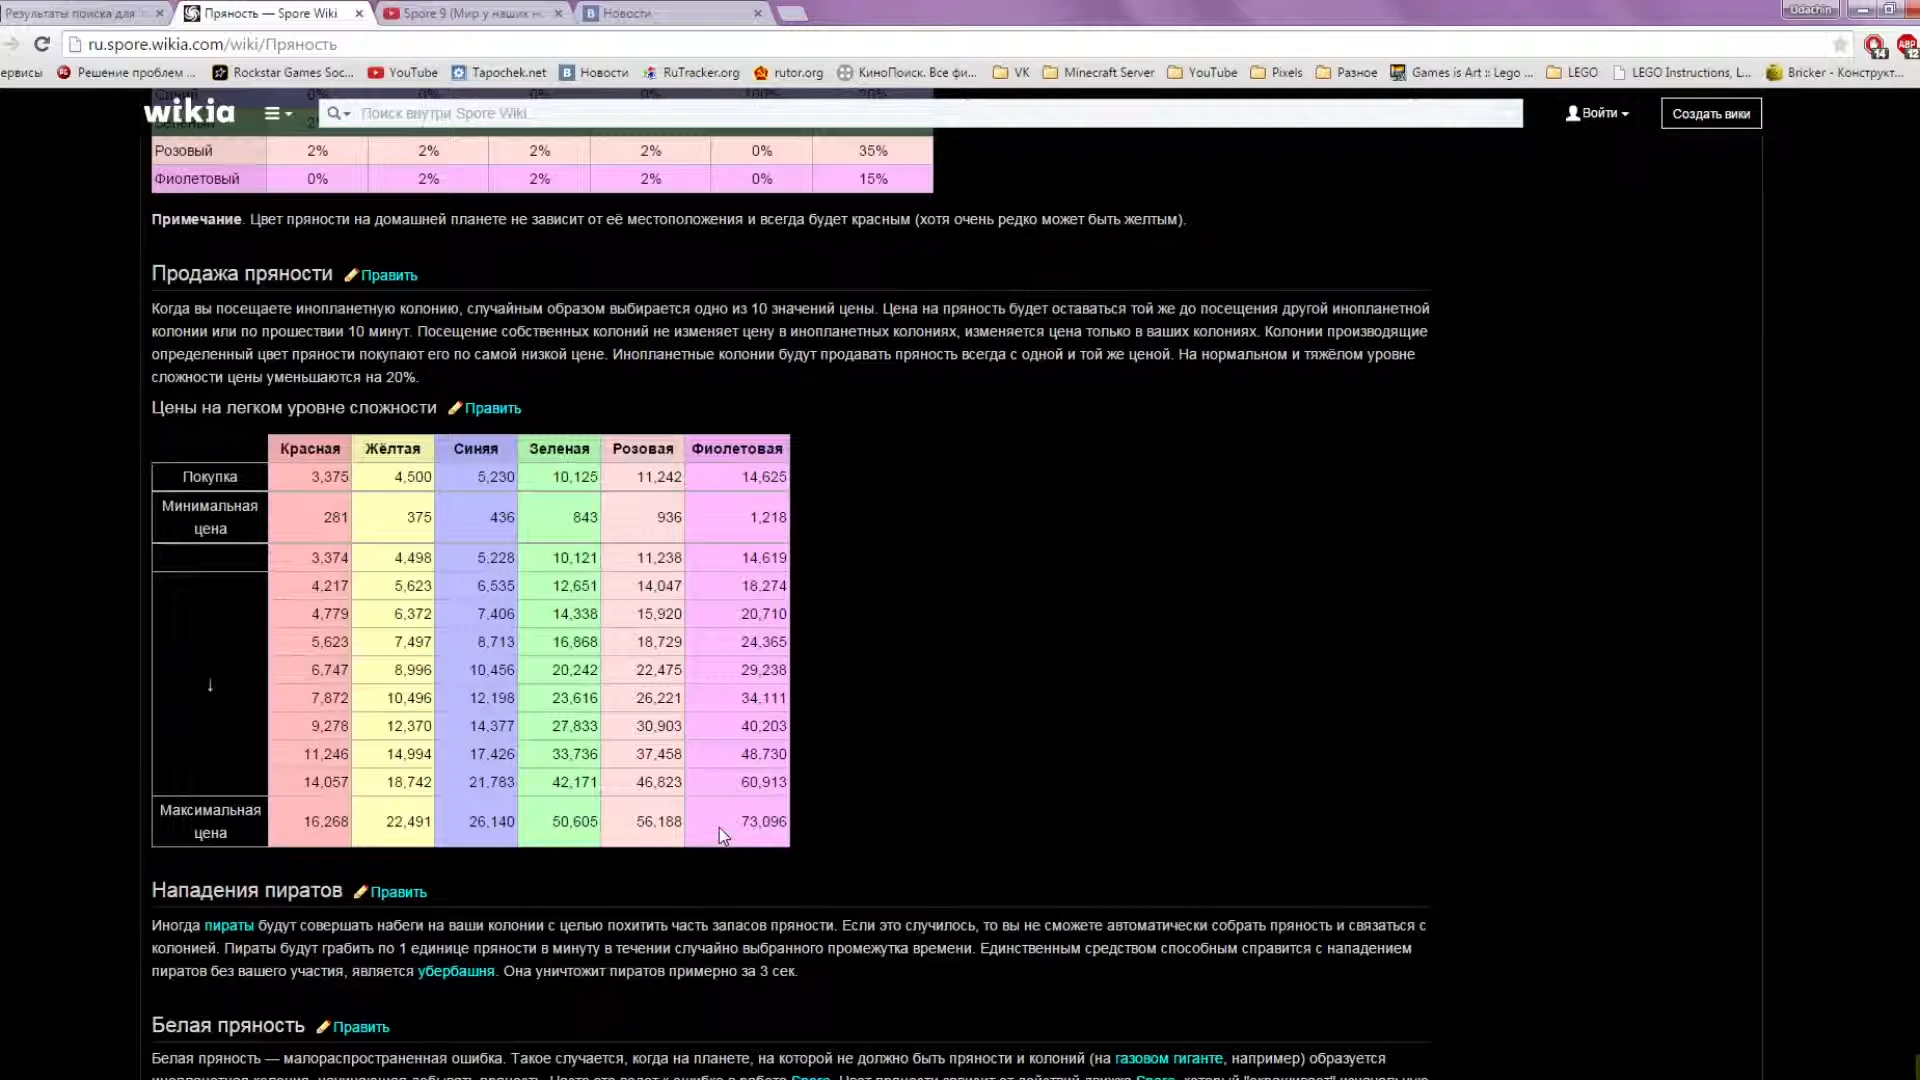 Результаты поиска для
Пряность — Spore Wiki
Spore 9 (Мир у наших н
Новости
Udachin
ru.spore.wikia.com/wiki/Пряность
14
ABP
12
ервисы
Решение проблем ...
Rockstar Games Soc...
YouTube
Tapochek.net
Новости
RuTracker.org
rutor.org
КиноПоиск. Все фи...
VK
Minecraft Server
YouTube
Pixels
Разное
Games is Art :: Lego ...
LEGO
LEGO Instructions, L...
Bricker - Конструкт...
wikia
Поиск внутри Spore Wiki...
Войти
Создать вики
Розовый 2% 2% 2% 2% 0% 35%
Фиолетовый 0% 2% 2% 2% 0% 15%
Примечание. Цвет пряности на домашней планете не зависит от её местоположения и всегда будет красным (хотя очень редко может быть желтым).
Продажа пряности Править
Когда вы посещаете инопланетную колонию, случайным образом выбирается одно из 10 значений цены. Цена на пряность будет оставаться той же до посещения другой инопланетной
колонии или по прошествии 10 минут. Посещение собственных колоний не изменяет цену в инопланетных колониях, изменяется цена только в ваших колониях. Колонии производящие
определенный цвет пряности покупают его по самой низкой цене. Инопланетные колонии будут продавать пряность всегда с одной и той же ценой. На нормальном и тяжёлом уровне
сложности цены уменьшаются на 20%.
Цены на легком уровне сложности Править
Красная Жёлтая Синяя Зеленая Розовая Фиолетовая
Покупка 3,375 4,500 5,230 10,125 11,242 14,625
Минимальная
цена 281 375 436 843 936 1,218
3,374 4,498 5,228 10,121 11,238 14,619
4,217 5,623 6,535 12,651 14,047 18,274
4,779 6,372 7,406 14,338 15,920 20,710
5,623 7,497 8,713 16,868 18,729 24,365
6,747 8,996 10,456 20,242 22,475 29,238
↓ 7,872 10,496 12,198 23,616 26,221 34,111
9,278 12,370 14,377 27,833 30,903 40,203
11,246 14,994 17,426 33,736 37,458 48,730
14,057 18,742 21,783 42,171 46,823 60,913
Максимальная
цена 16,268 22,491 26,140 50,605 56,188 73,096
Нападения пиратов Править
Иногда пираты будут совершать набеги на ваши колонии с целью похитить часть запасов пряности. Если это случилось, то вы не сможете автоматически собрать пряность и связаться с
колонией. Пираты будут грабить по 1 единице пряности в минуту в течении случайно выбранного промежутка времени. Единственным средством способным справится с нападением
пиратов без вашего участия, является убербашня. Она уничтожит пиратов примерно за 3 сек.
Белая пряность Править
Белая пряность — малораспространенная ошибка. Такое случается, когда на планете, на которой не должно быть пряности и колоний (на газовом гиганте, например) образуется